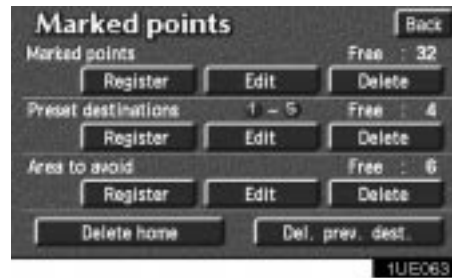 Marked points Back
Marked points Free : 32
Register Edit Delete
Preset destinations 1 – 5 Free : 4
Register Edit Delete
Area to avoid Free : 6
Register Edit Delete
Delete home Del. prev. dest.
1UE063